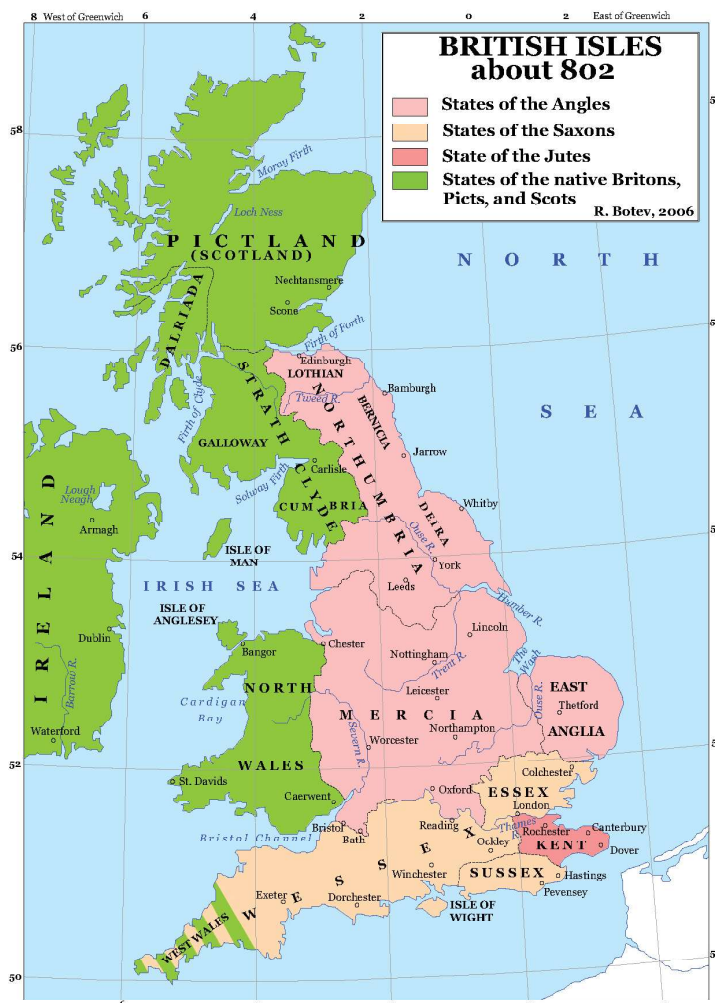 8 West of Greenwich 6 4 2 0 2 East of Greenwich
BRITISH ISLES
about 802
States of the Angles
States of the Saxons
State of the Jutes
States of the native Britons,
Picts, and Scots
R. Botev, 2006
58
Moray Firth
Loch Ness
PICTLAND
(SCOTLAND)
NORTH
Nechtansmere
Scone
DALRIADA
Firth of Forth
56
Edinburgh
LOTHIAN
Tweed R.
Bamburgh
STRATH CLYDE
NORTHUMBRIA
BERNICIA
SEA
Firth of Clyde
GALLOWAY
Jarrow
Carlisle
Solway Firth
CUMBRIA
Whitby
DEIRA
Lough
Neagh
Armagh
ISLE OF
MAN
Ouse R.
54
York
Leeds
IRISH SEA
IRELAND
ISLE OF
ANGLESEY
Humber R.
Dublin
Lincoln
Bangor
Chester
Nottingham
Trent R.
The
Wash
Barrow R.
NORTH
Leicester
EAST
Thetford
Ouse R.
Cardigan
Bay
MERCIA
Northampton
ANGLIA
Waterford
Severn R.
Worcester
52
WALES
St. Davids
Colchester
Caerwent
Oxford
ESSEX
London
Bristol
Reading
Thames
R.
Rochester
Canterbury
Bristol Channel
Bath
Ockley
KENT
Dover
WESSEX
Winchester
SUSSEX
Hastings
Pevensey
Exeter
Dorchester
ISLE OF
WIGHT
WEST WALES
50